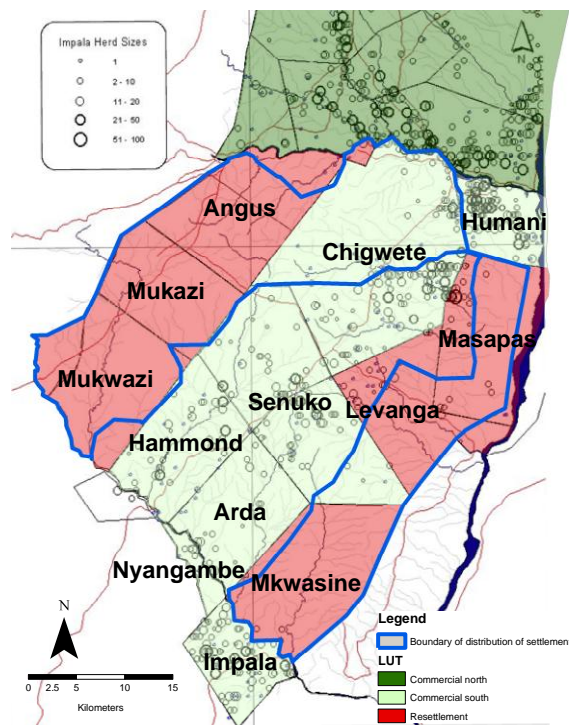 Impala Herd Sizes
1
2 - 10
11 - 20
21 - 50
51 - 100
N
Angus
Humani
Chigwete
Mukazi
Masapas
Mukwazi
Senuko
Levanga
Hammond
Arda
Nyangambe
Mkwasine
N
Impala
0 2.5 5 10 15
Kilometers
Legend
Boundary of distribution of settlemen
LUT
Commercial north
Commercial south
Resettlement